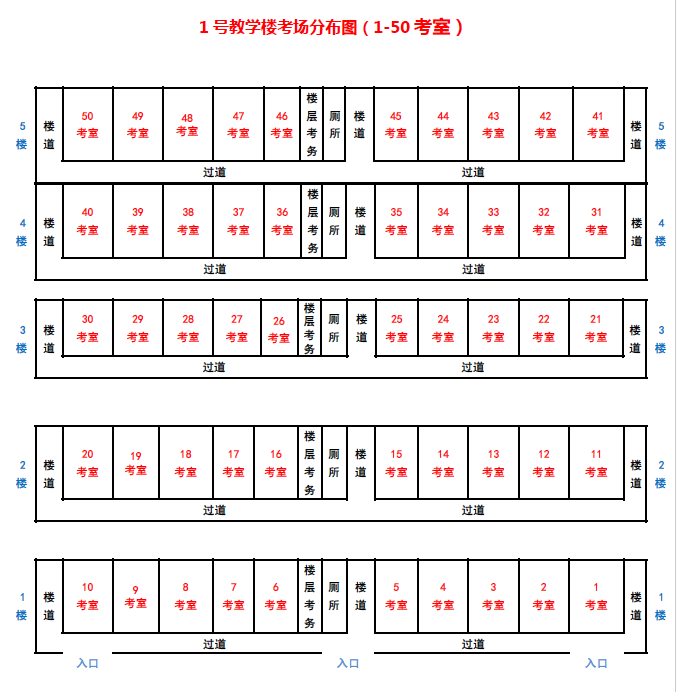 1号教学楼考场分布图（1-50考室）
5楼 楼道 50考室 49考室 48考室 47考室 46考室 楼层考务 厕所 楼道 45考室 44考室 43考室 42考室 41考室 楼道 5楼
过道 过道
4楼 楼道 40考室 39考室 38考室 37考室 36考室 楼层考务 厕所 楼道 35考室 34考室 33考室 32考室 31考室 楼道 4楼
过道 过道
3楼 楼道 30考室 29考室 28考室 27考室 26考室 楼层考务 厕所 楼道 25考室 24考室 23考室 22考室 21考室 楼道 3楼
过道 过道
2楼 楼道 20考室 19考室 18考室 17考室 16考室 楼层考务 厕所 楼道 15考室 14考室 13考室 12考室 11考室 楼道 2楼
过道 过道
1楼 楼道 10考室 9考室 8考室 7考室 6考室 楼层考务 厕所 楼道 5考室 4考室 3考室 2考室 1考室 楼道 1楼
过道 过道
入口 入口 入口